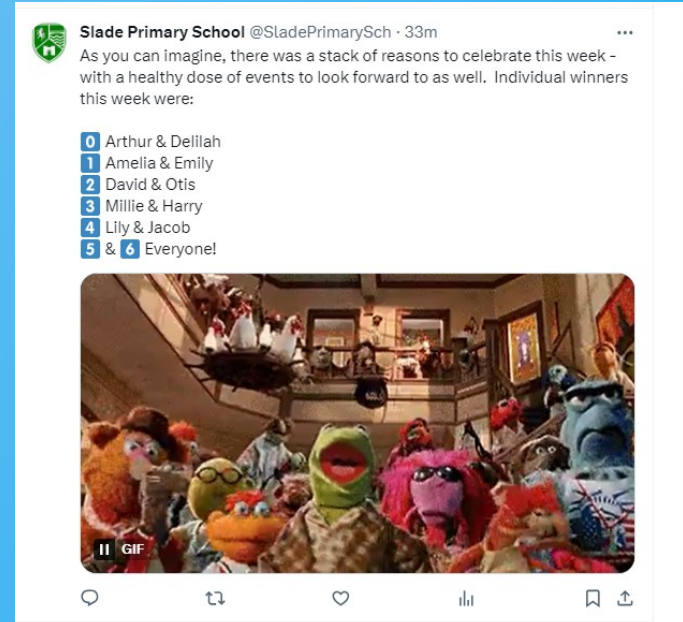 Slade Primary School @SladePrimarySch · 33m
As you can imagine, there was a stack of reasons to celebrate this week -
with a healthy dose of events to look forward to as well.  Individual winners
this week were:
0 Arthur & Delilah
1 Amelia & Emily
2 David & Otis
3 Millie & Harry
4 Lily & Jacob
5 & 6 Everyone!
GIF